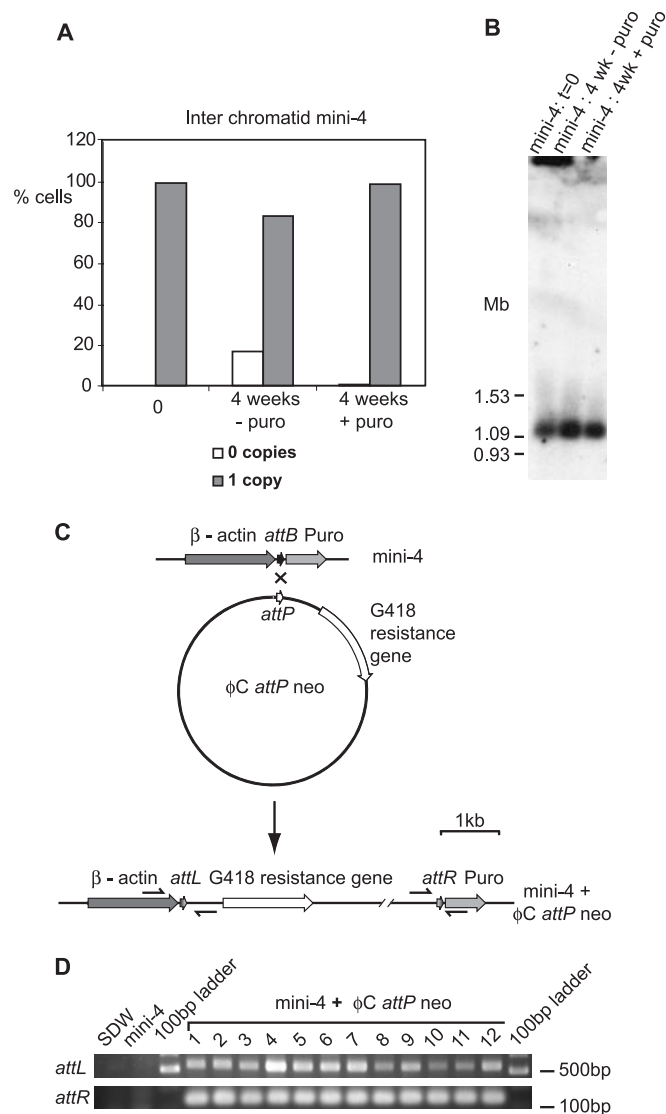 A
Inter chromatid mini-4
% cells
120
100
80
60
40
20
0
0
4 weeks
- puro
4 weeks
+ puro
0 copies
1 copy
B
mini-4: t=0
mini-4 : 4 wk - puro
mini-4 : 4wk + puro
Mb
1.53
1.09
0.93
C
β - actin attB Puro
mini-4
×
attP
G418
resistance
gene
ϕC attP neo
1kb
β - actin attL G418 resistance gene attR Puro
mini-4 +
ϕC attP neo
D
SDW
mini-4
100bp ladder
mini-4 + ϕC attP neo
1 2 3 4 5 6 7 8 9 10 11 12
100bp ladder
attL
500bp
attR
100bp